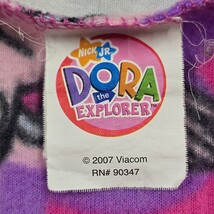 NICK JR
DORA
the
EXPLORER
© 2007 Viacom
RN# 90347